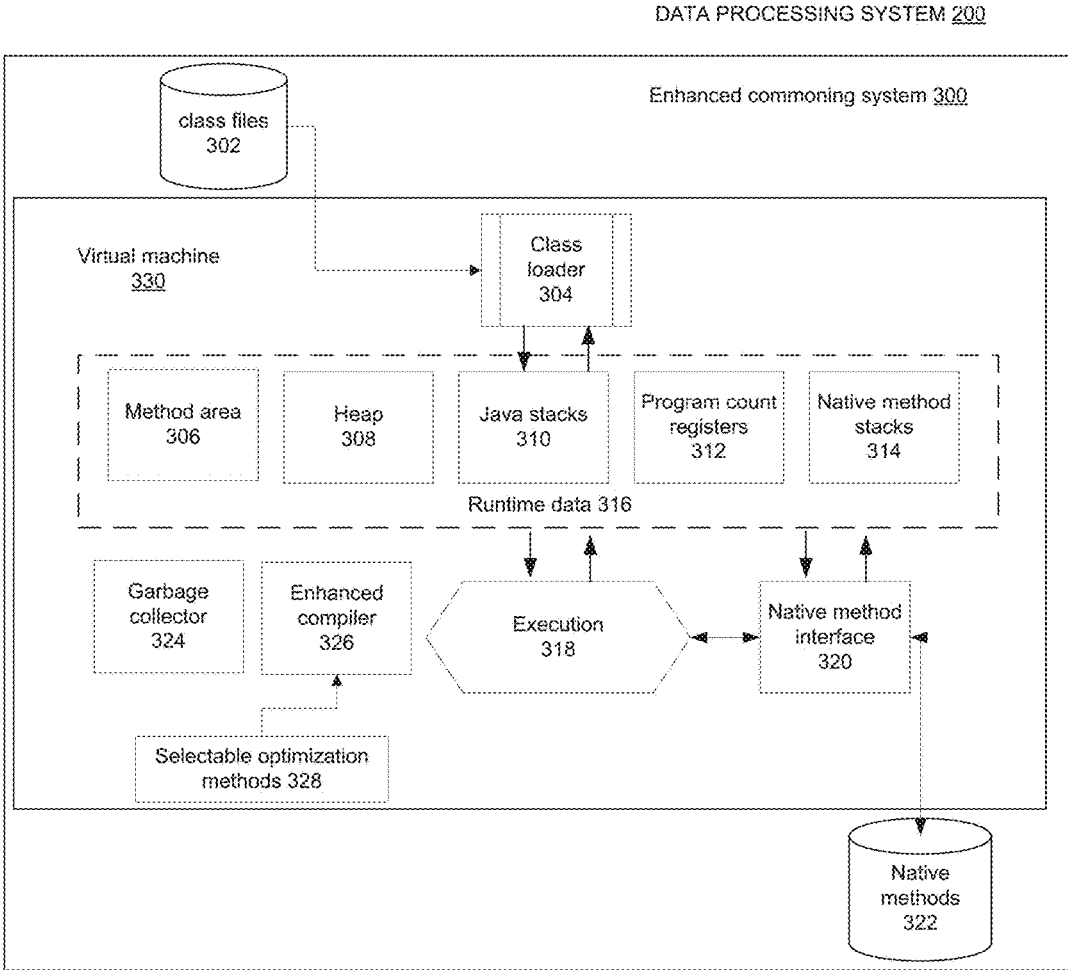 DATA PROCESSING SYSTEM 200
Enhanced commoning system 300
class files
302
Virtual machine
330
Class
loader
304
Method area
306
Heap
308
Java stacks
310
Program count
registers
312
Native method
stacks
314
Runtime data 316
Garbage
collector
324
Enhanced
compiler
326
Execution
318
Native method
interface
320
Selectable optimization
methods 328
Native
methods
322